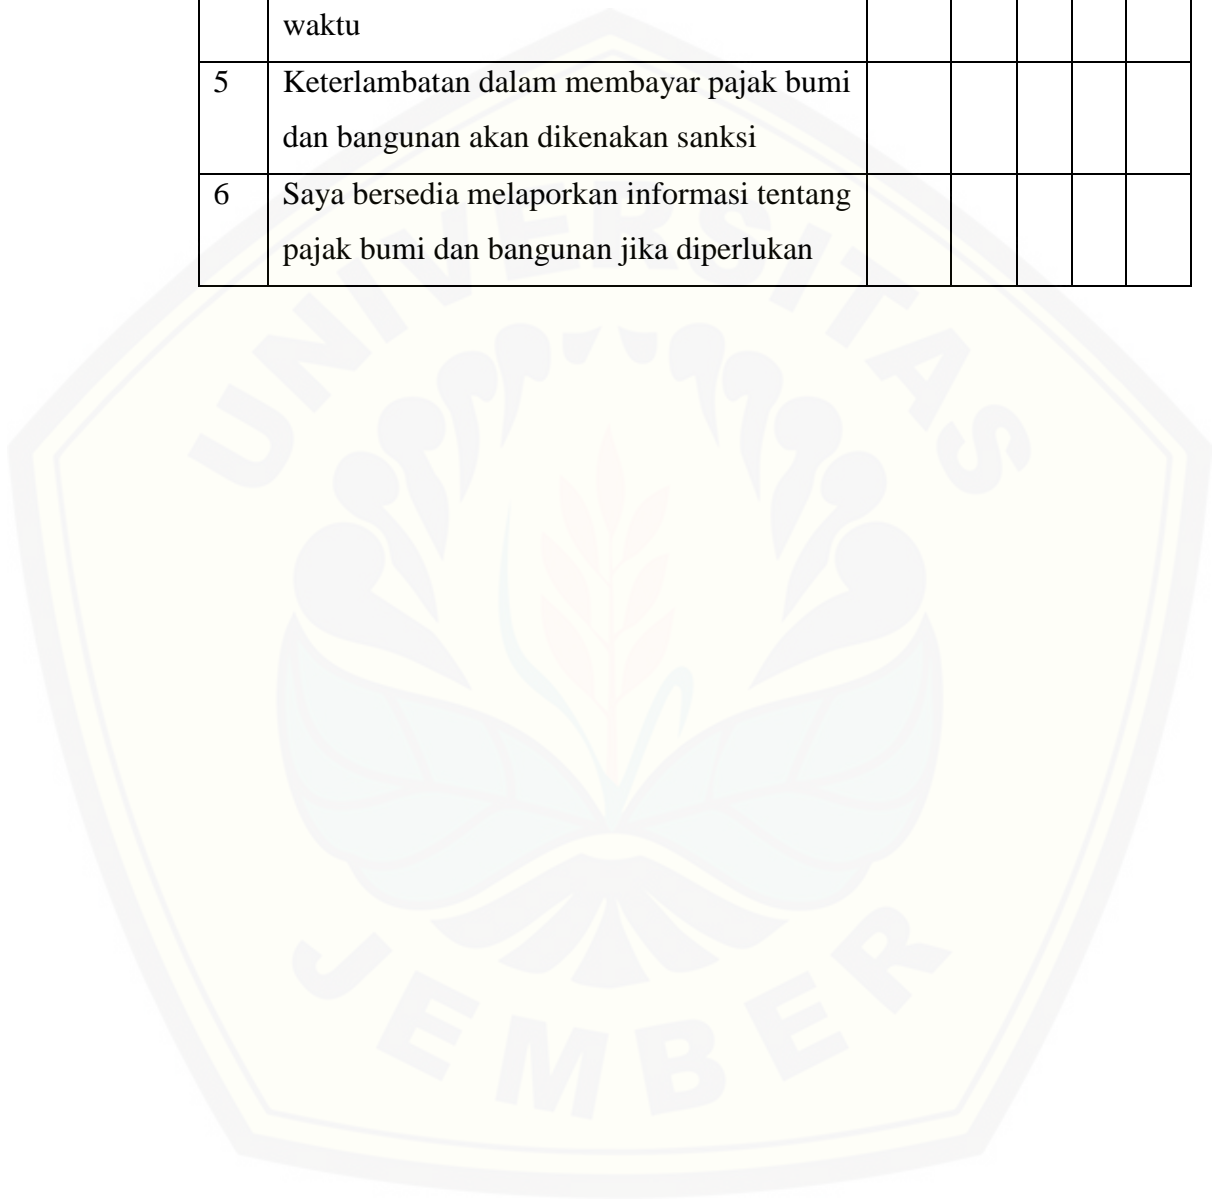 waktu
5 Keterlambatan dalam membayar pajak bumi
dan bangunan akan dikenakan sanksi
6 Saya bersedia melaporkan informasi tentang
pajak bumi dan bangunan jika diperlukan
UNIVERSITAS
JEMBER